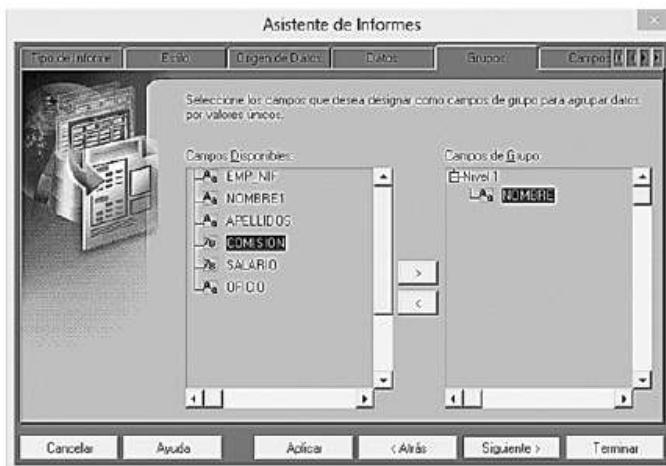 Asistente de Informes
Tipo de Informe
Estilo
Origen de Datos
Datos
Grupos
Campos
Seleccione los campos que desea designar como campos de grupo para agrupar datos
por valores únicos.
Campos Disponibles:
Campos de Grupo:
EMP_NIF
NOMBRE1
APELLIDOS
COMISION
SALARIO
OFICIO
Nivel 1
NOMBRE
>
<
Cancelar
Ayuda
Aplicar
< Atrás
Siguiente >
Terminar